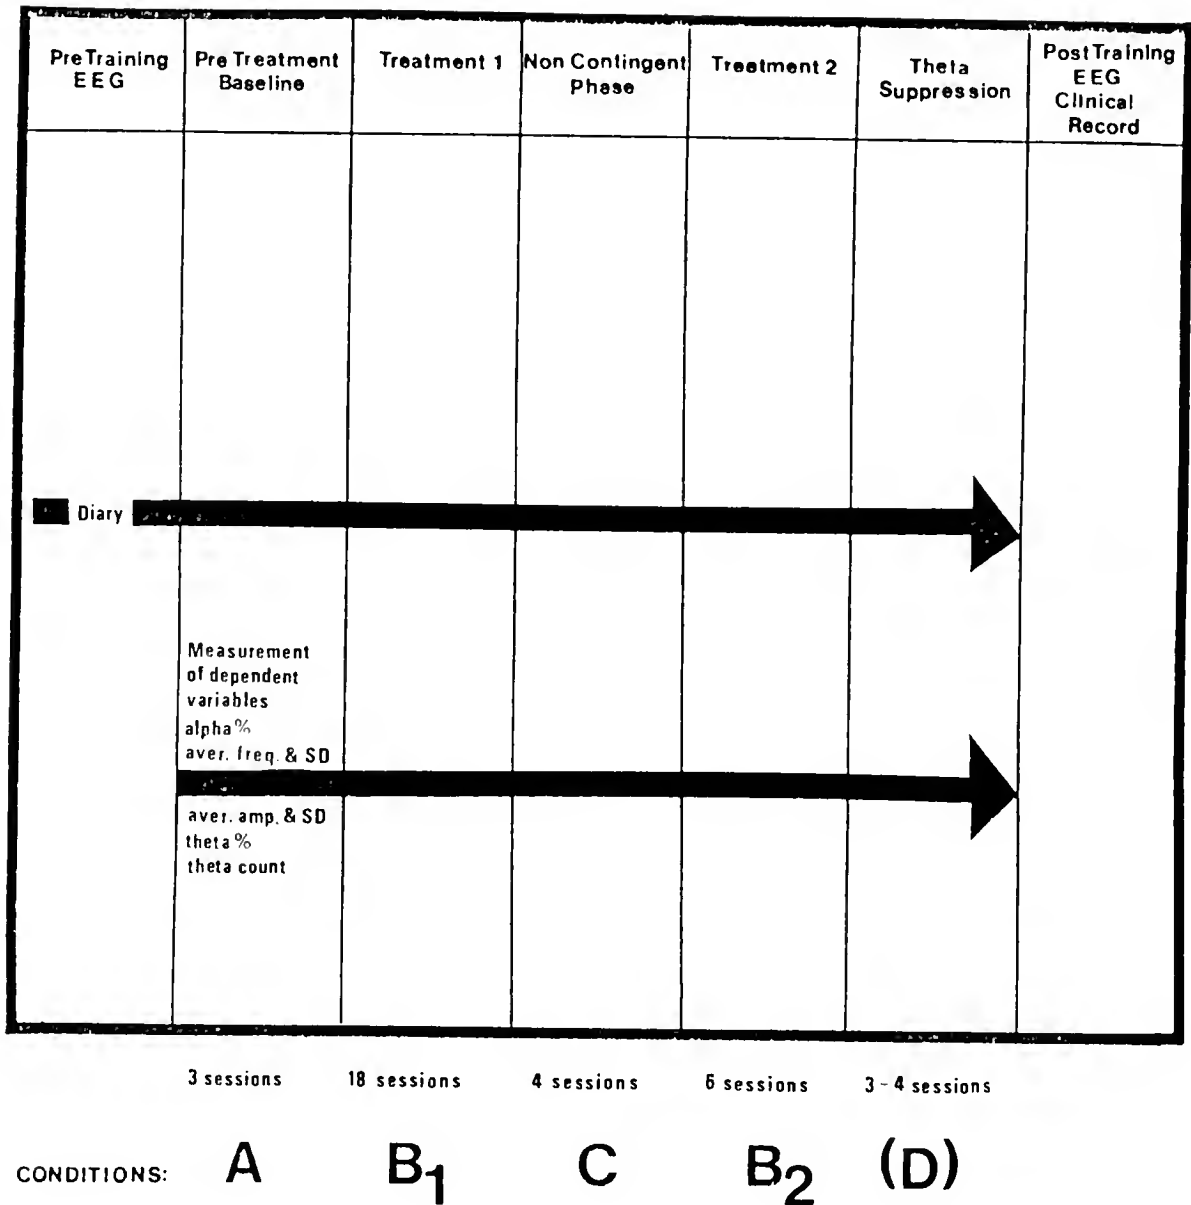 Pre Training
EEG
Pre Treatment
Baseline
Treatment 1
Non Contingent
Phase
Treatment 2
Theta
Suppression
Post Training
EEG
Clinical
Record
Diary
Measurement
of dependent
variables
alpha %
aver. freq. & SD
aver. amp. & SD
theta %
theta count
3 sessions 18 sessions 4 sessions 6 sessions 3 - 4 sessions
CONDITIONS: A B1 C B2 (D)